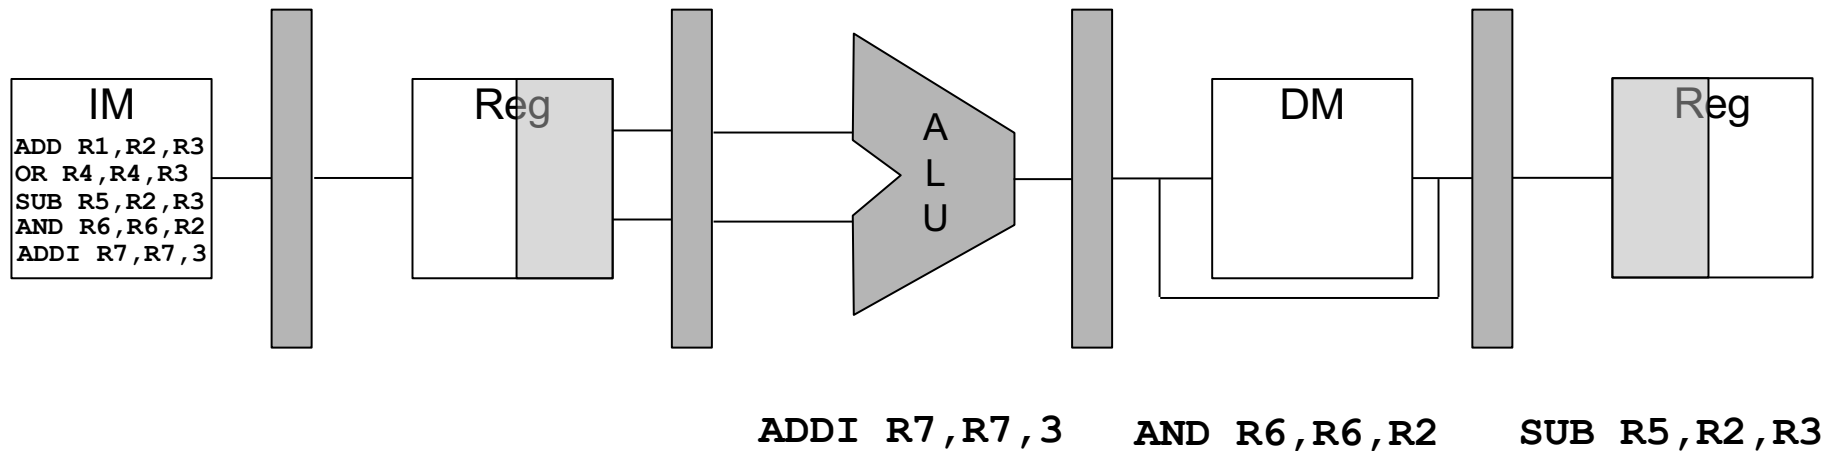 IM
ADD R1,R2,R3
OR R4,R4,R3
SUB R5,R2,R3
AND R6,R6,R2
ADDI R7,R7,3
Reg
A
L
U
DM
Reg
ADDI R7,R7,3
AND R6,R6,R2
SUB R5,R2,R3